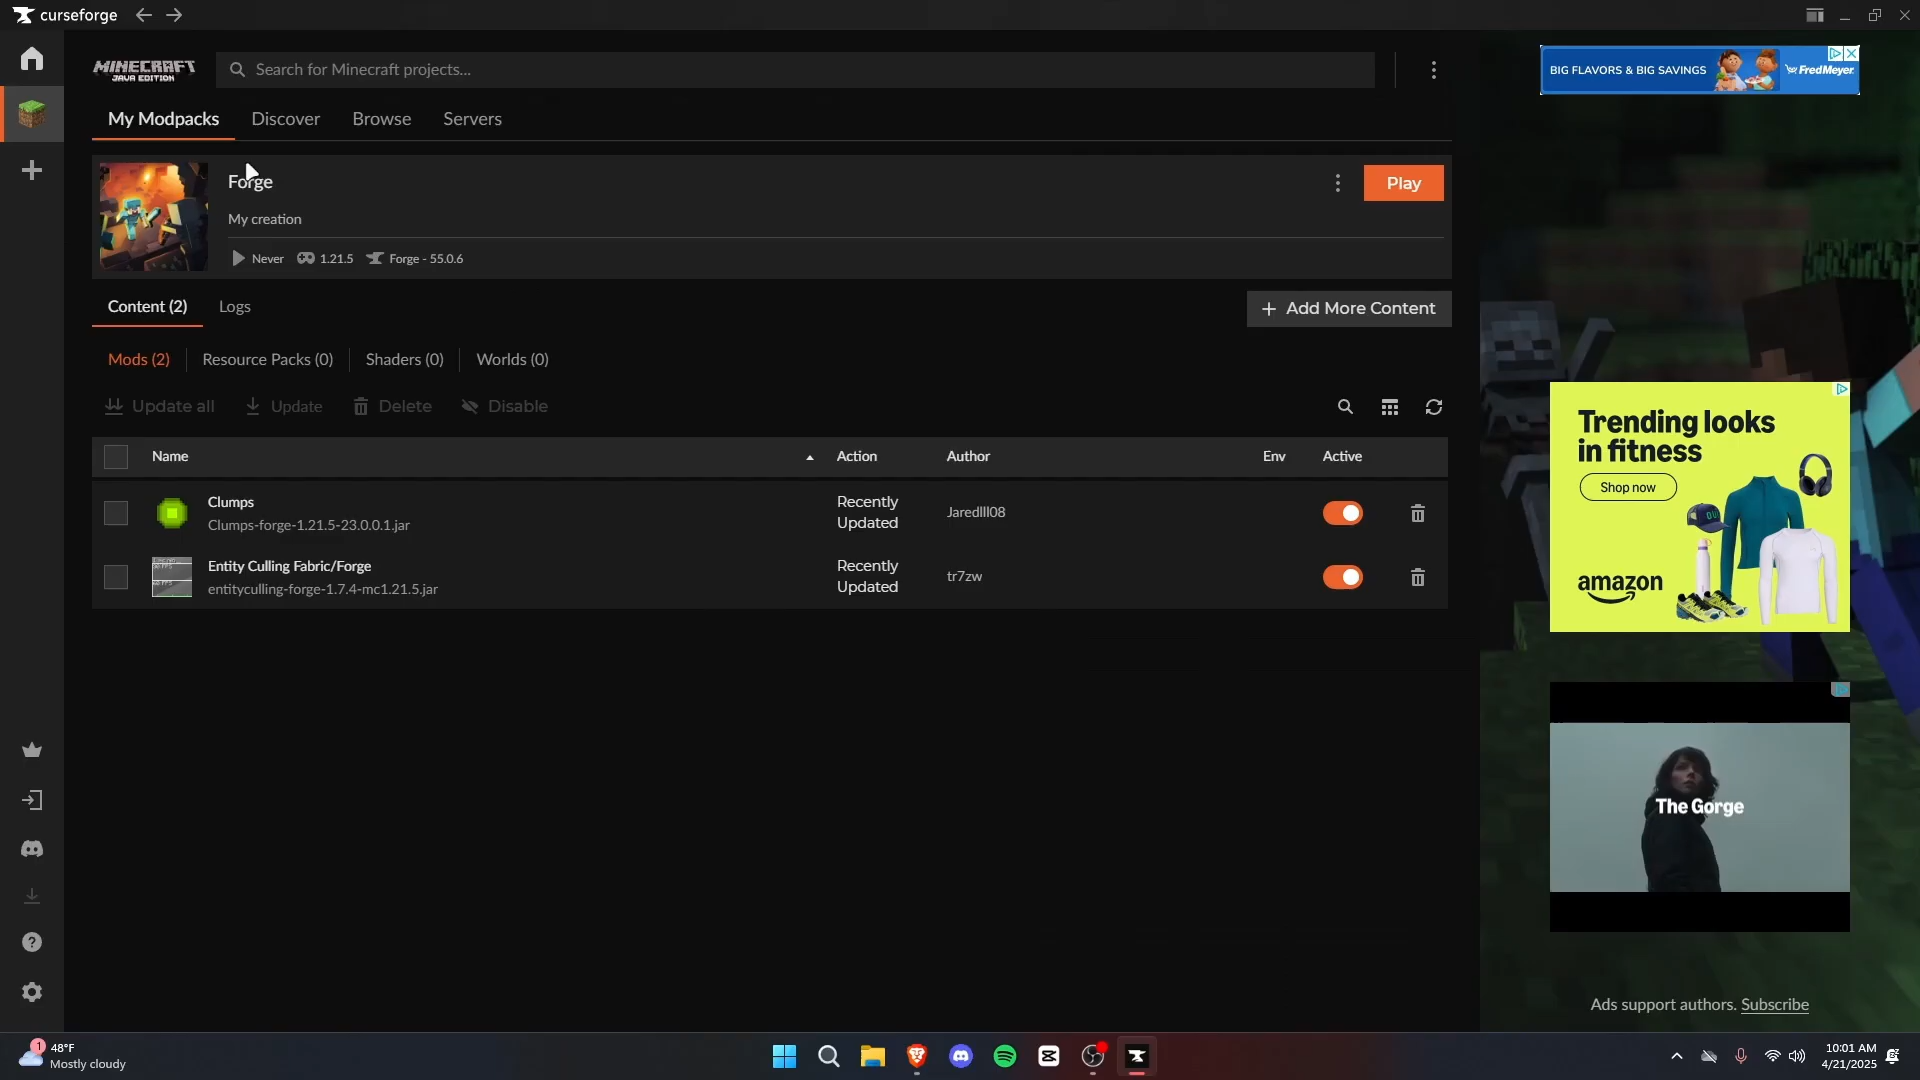 curseforge
MINECRAFT
JAVA EDITION
Search for Minecraft projects...
My Modpacks
Discover
Browse
Servers
Forge
My creation
Never
1.21.5
Forge - 55.0.6
Play
Content (2)
Logs
Add More Content
Mods (2)
Resource Packs (0)
Shaders (0)
Worlds (0)
Update all
Update
Delete
Disable
Name
Action
Author
Env
Active
Clumps
Clumps-forge-1.21.5-23.0.0.1.jar
Recently
Updated
Jaredlll08
Entity Culling Fabric/Forge
entityculling-forge-1.7.4-mc1.21.5.jar
Recently
Updated
tr7zw
BIG FLAVORS & BIG SAVINGS
FredMeyer
Trending looks
in fitness
Shop now
amazon
The Gorge
Ads support authors. Subscribe
1
48°F
Mostly cloudy
10:01 AM
4/21/2025